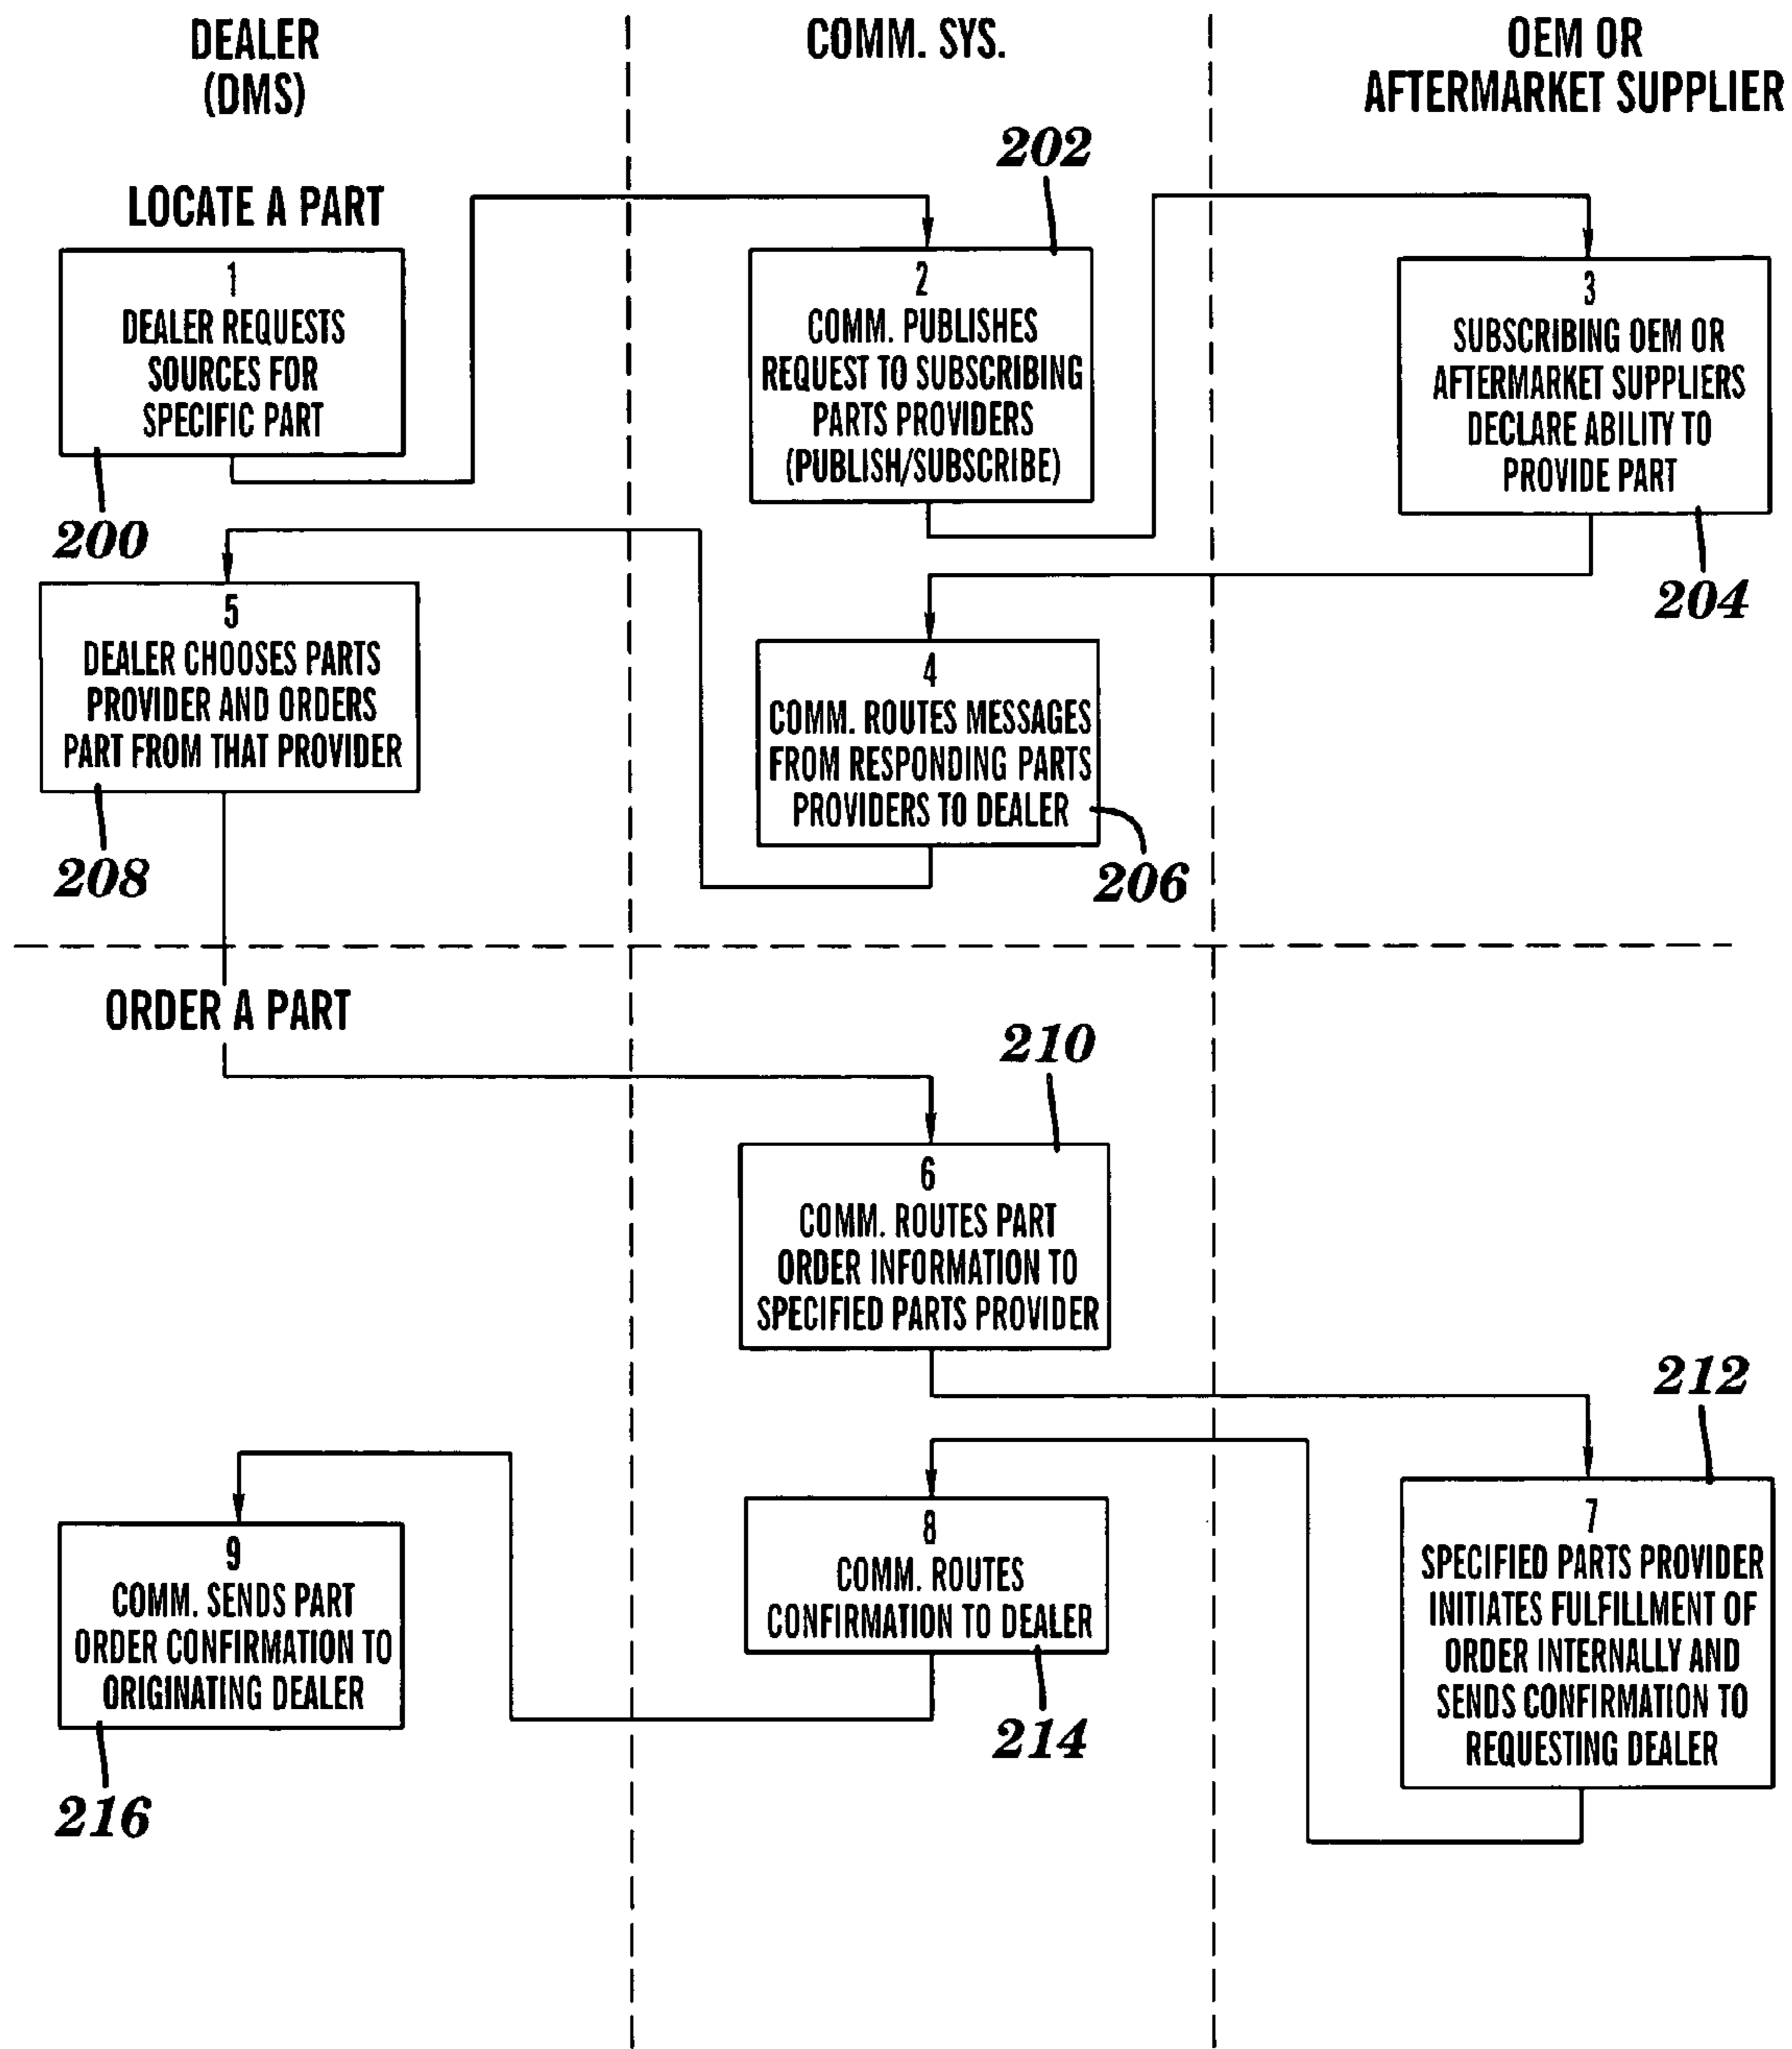 DEALER
(DMS)
COMM. SYS.
OEM OR
AFTERMARKET SUPPLIER
LOCATE A PART
1
DEALER REQUESTS
SOURCES FOR
SPECIFIC PART
200
202
2
COMM. PUBLISHES
REQUEST TO SUBSCRIBING
PARTS PROVIDERS
(PUBLISH/SUBSCRIBE)
3
SUBSCRIBING OEM OR
AFTERMARKET SUPPLIERS
DECLARE ABILITY TO
PROVIDE PART
204
4
COMM. ROUTES MESSAGES
FROM RESPONDING PARTS
PROVIDERS TO DEALER
206
5
DEALER CHOOSES PARTS
PROVIDER AND ORDERS
PART FROM THAT PROVIDER
208
ORDER A PART
210
6
COMM. ROUTES PART
ORDER INFORMATION TO
SPECIFIED PARTS PROVIDER
212
7
SPECIFIED PARTS PROVIDER
INITIATES FULFILLMENT OF
ORDER INTERNALLY AND
SENDS CONFIRMATION TO
REQUESTING DEALER
8
COMM. ROUTES
CONFIRMATION TO DEALER
214
9
COMM. SENDS PART
ORDER CONFIRMATION TO
ORIGINATING DEALER
216